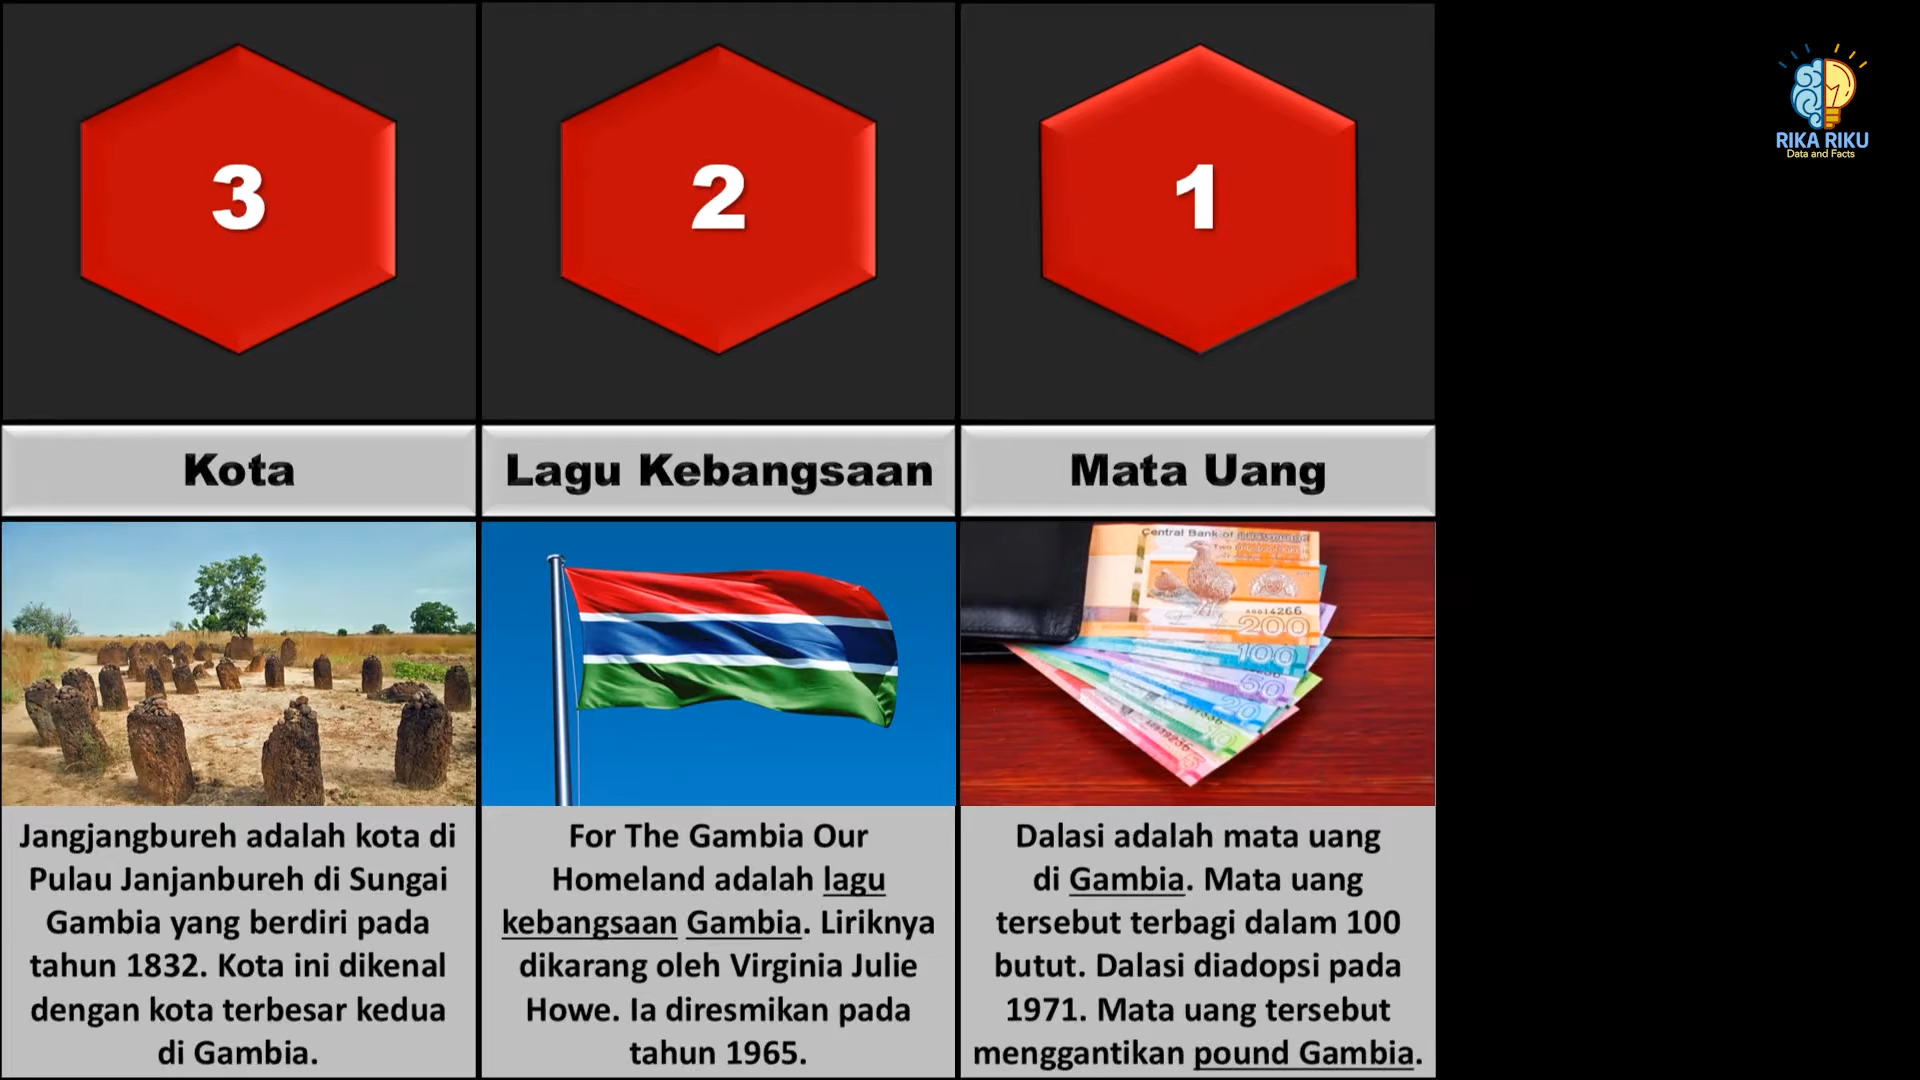 3
2
1
RIKA RIKU
Data and Facts
Kota
Lagu Kebangsaan
Mata Uang
Central Bank of
200
100
50
20
10
5
A0014266
Jangjangbureh adalah kota di
Pulau Janjanbureh di Sungai
Gambia yang berdiri pada
tahun 1832. Kota ini dikenal
dengan kota terbesar kedua
di Gambia.
For The Gambia Our
Homeland adalah lagu
kebangsaan Gambia. Liriknya
dikarang oleh Virginia Julie
Howe. Ia diresmikan pada
tahun 1965.
Dalasi adalah mata uang
di Gambia. Mata uang
tersebut terbagi dalam 100
butut. Dalasi diadopsi pada
1971. Mata uang tersebut
menggantikan pound Gambia.